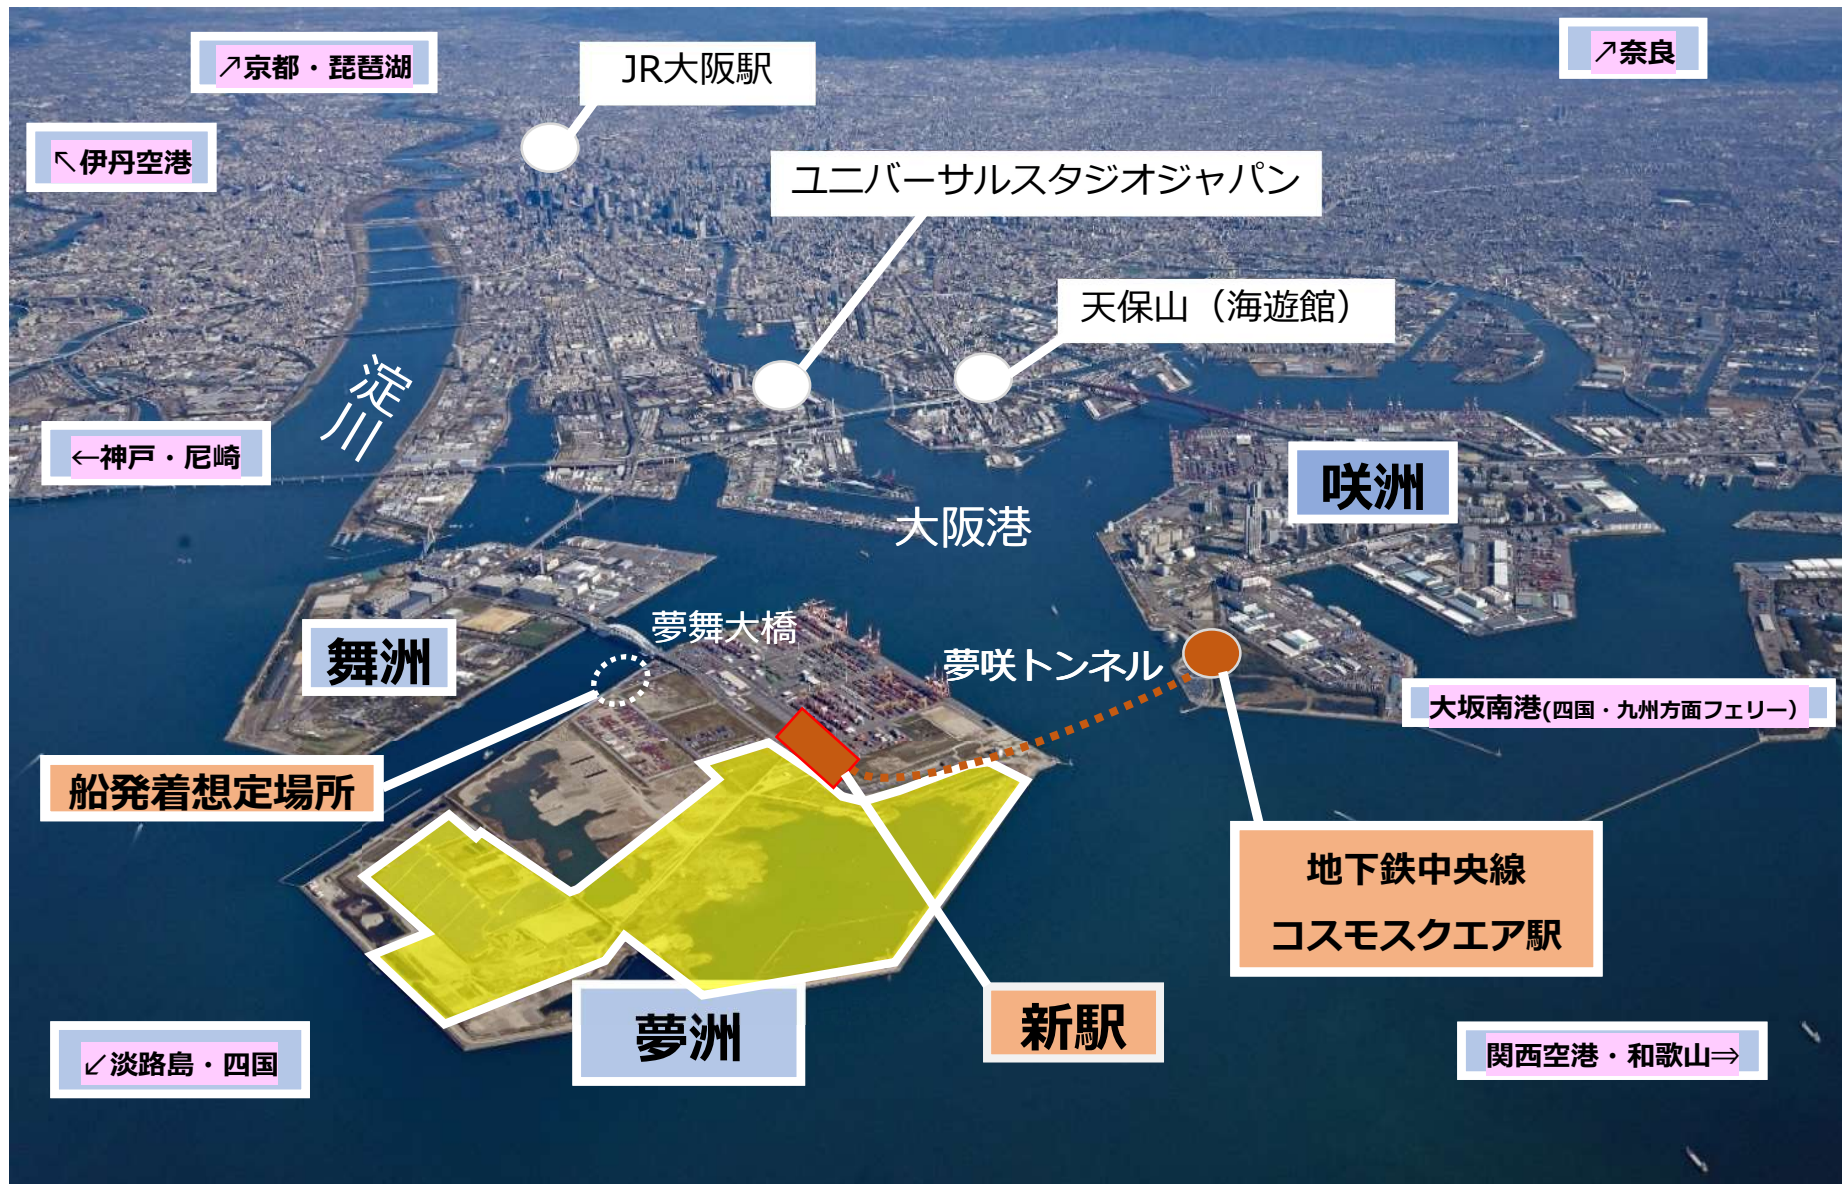 ↗京都・琵琶湖
JR大阪駅
↗奈良
↖伊丹空港
ユニバーサルスタジオジャパン
天保山（海遊館）
淀川
←神戸・尼崎
咲洲
大阪港
夢舞大橋
舞洲
夢咲トンネル
大坂南港(四国・九州方面フェリー）
船発着想定場所
地下鉄中央線
コスモスクエア駅
夢洲
新駅
↙淡路島・四国
関西空港・和歌山⇒